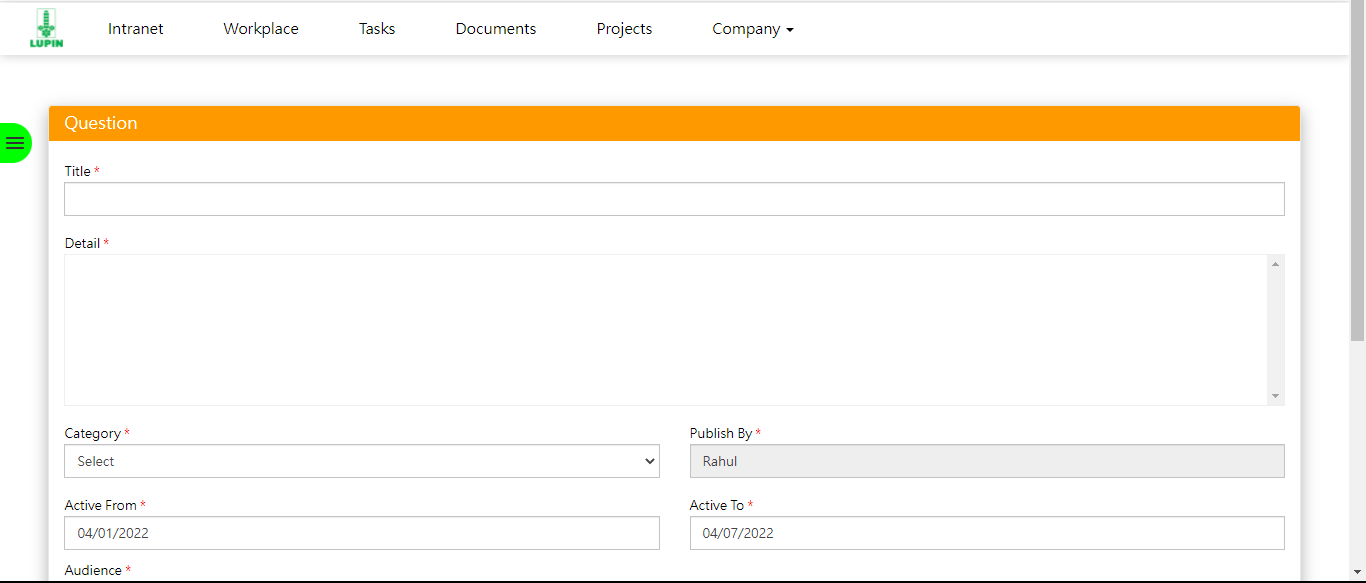 LUPIN
Intranet Workplace Tasks Documents Projects Company
Question
Title *
Detail *
Category * Publish By *
Select Rahul
Active From * Active To *
04/01/2022 04/07/2022
Audience *